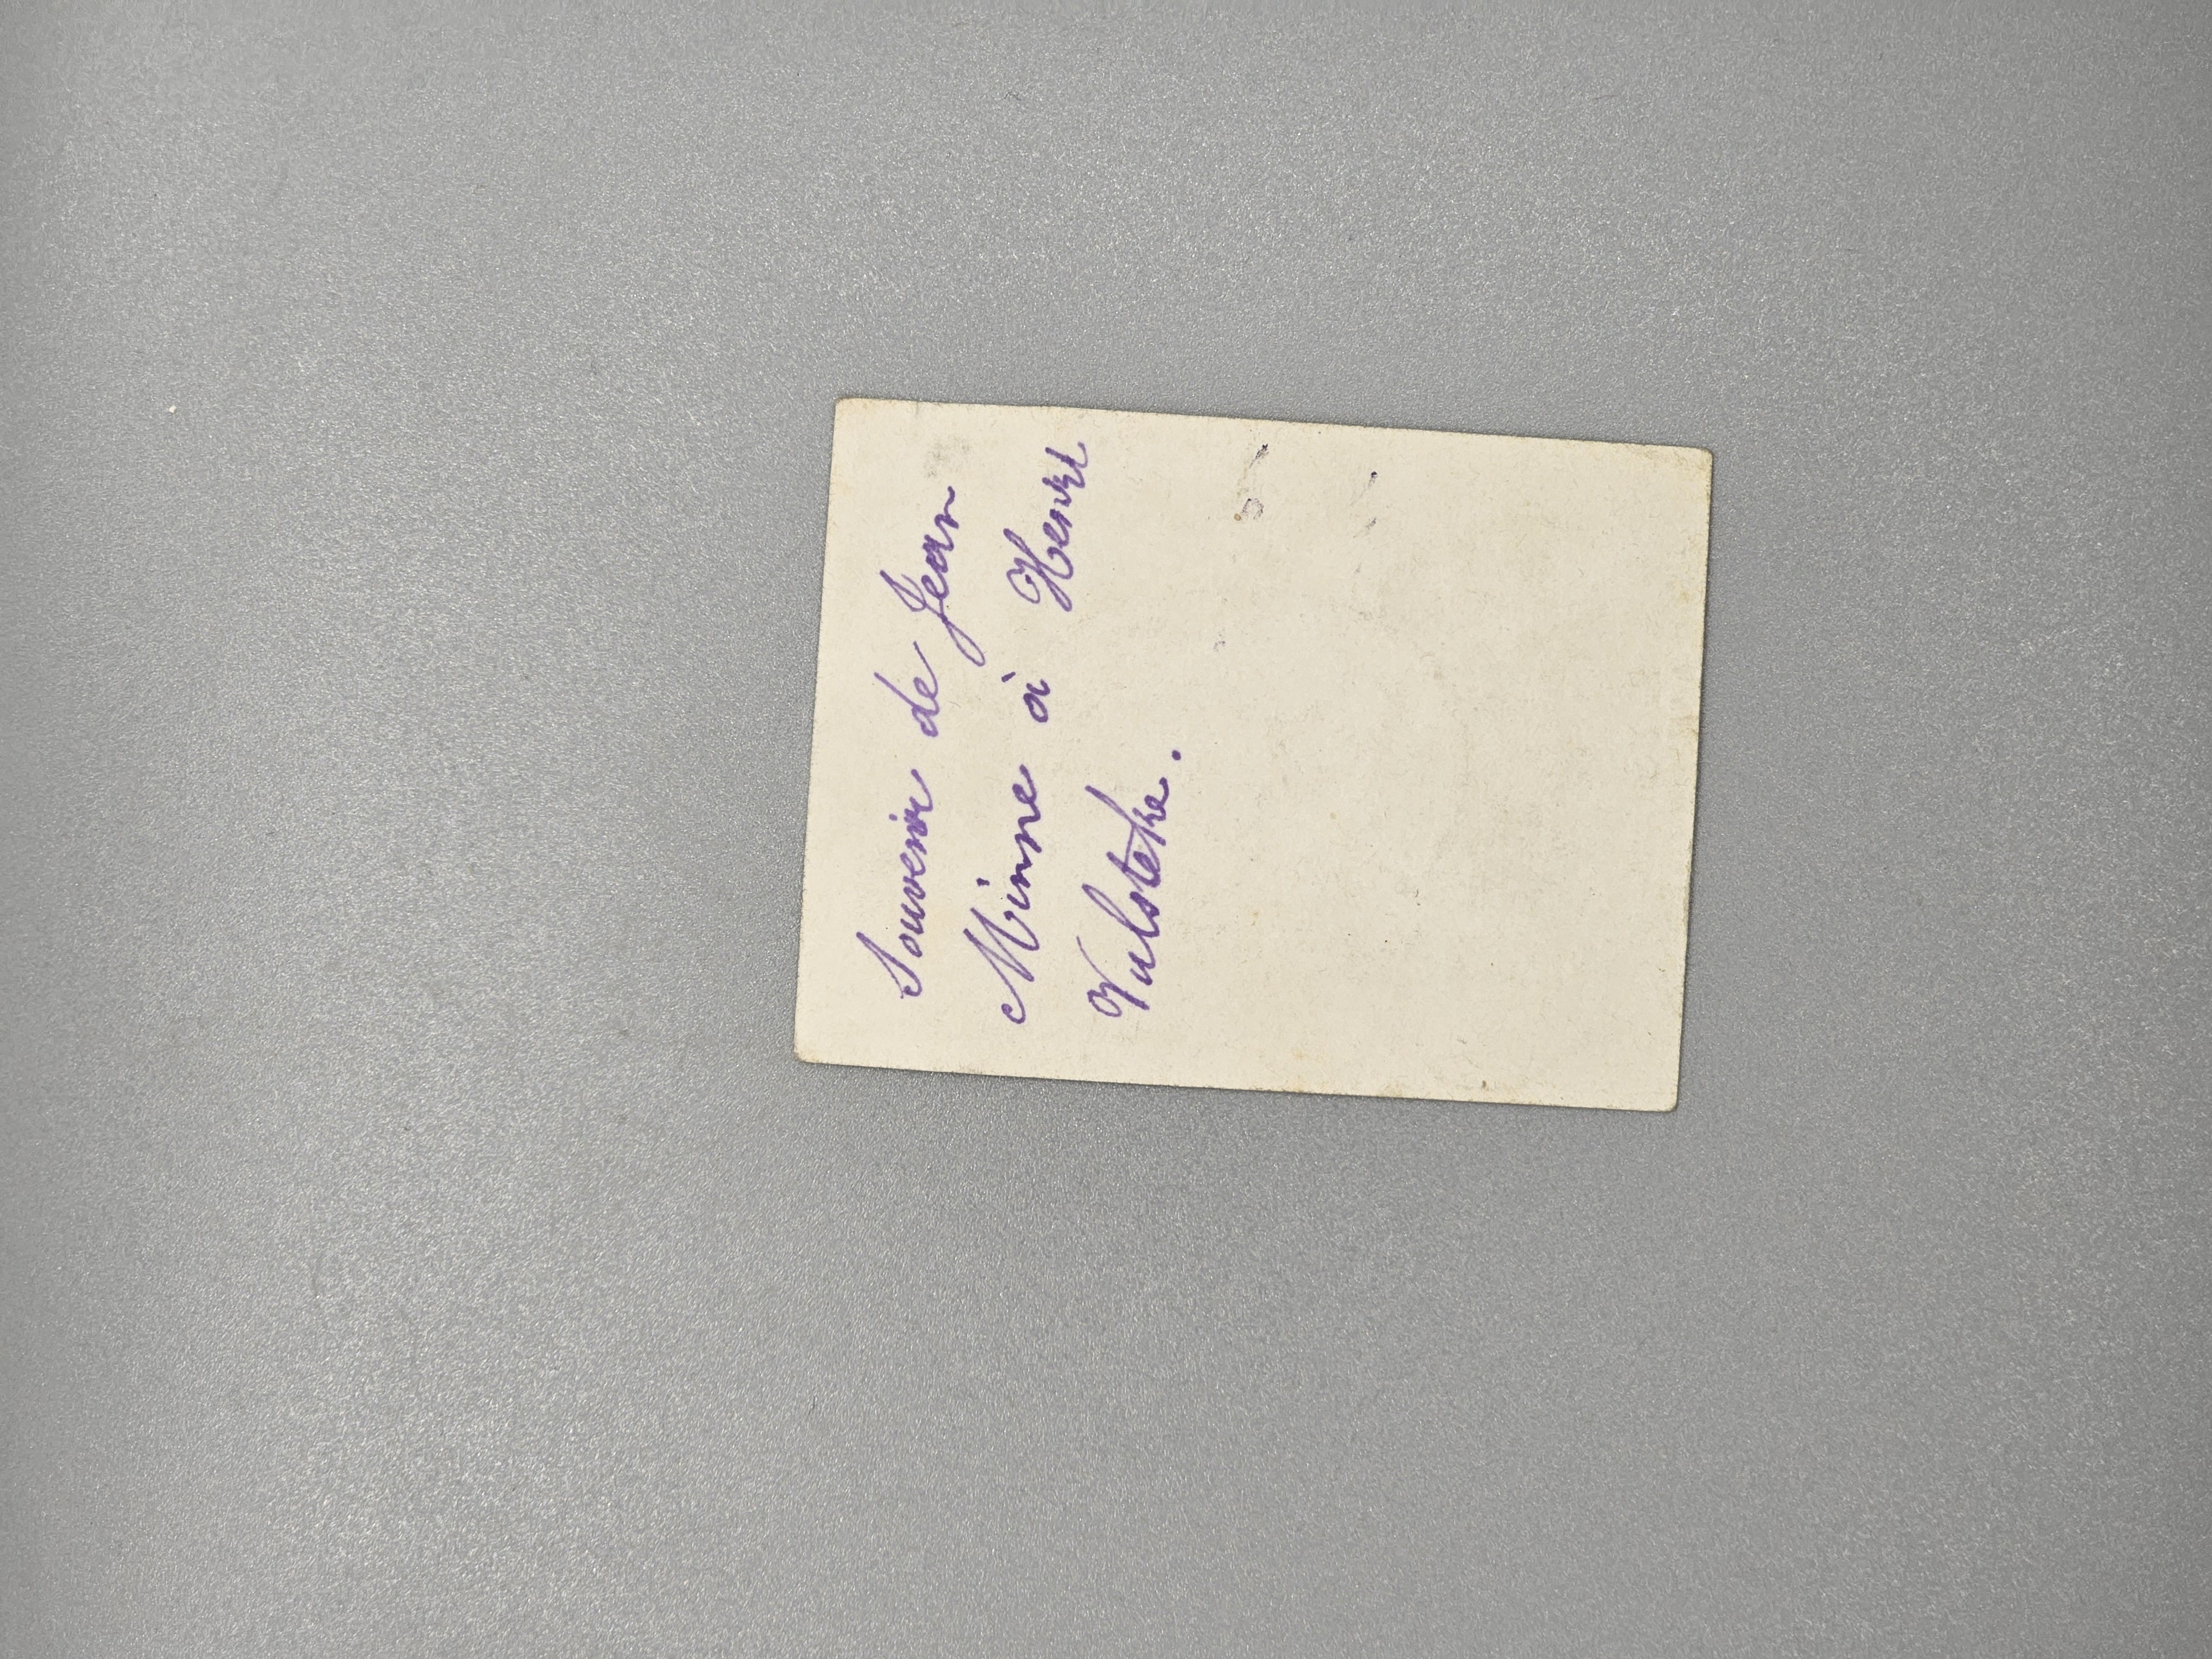 Souvenir de Jean
Minne à Henri
Vulsteke.